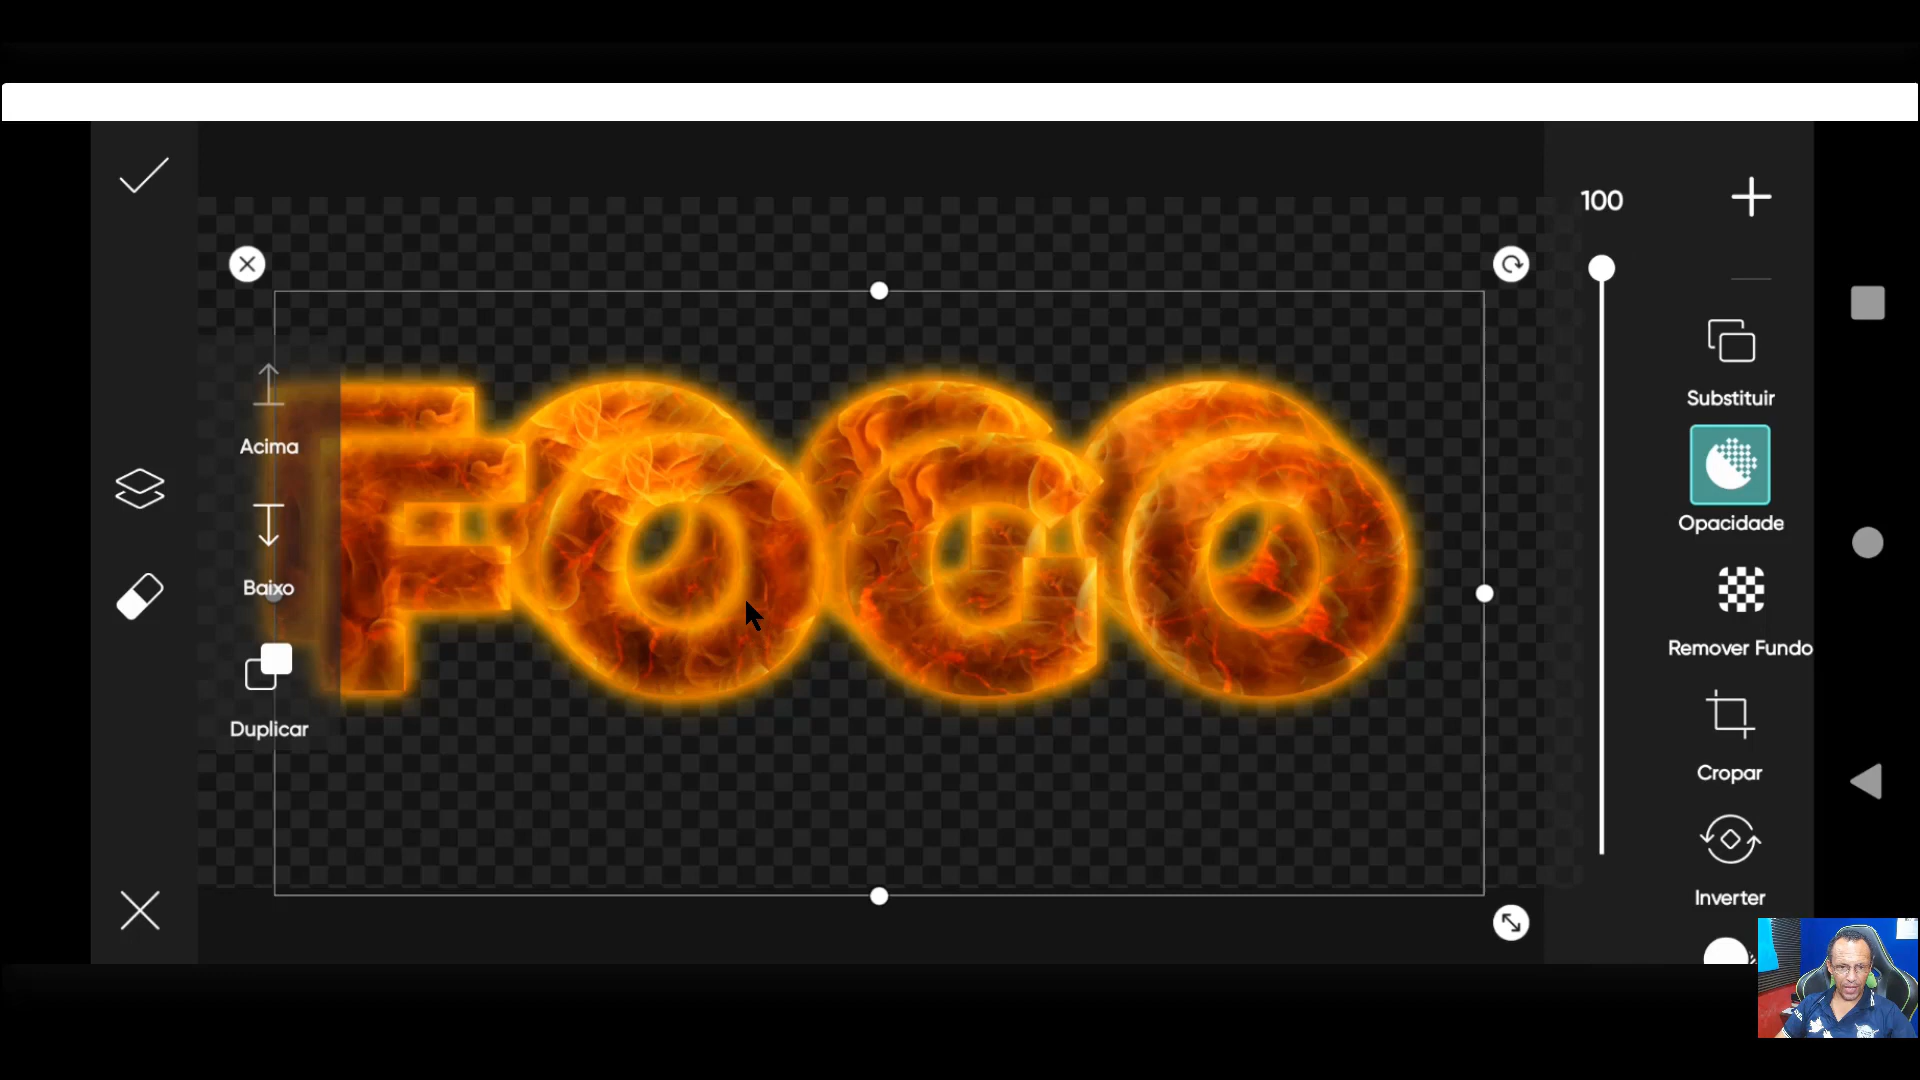 100
FOGO
Acima
Baixo
Duplicar
Substituir
Opacidade
Remover Fundo
Cropar
Inverter